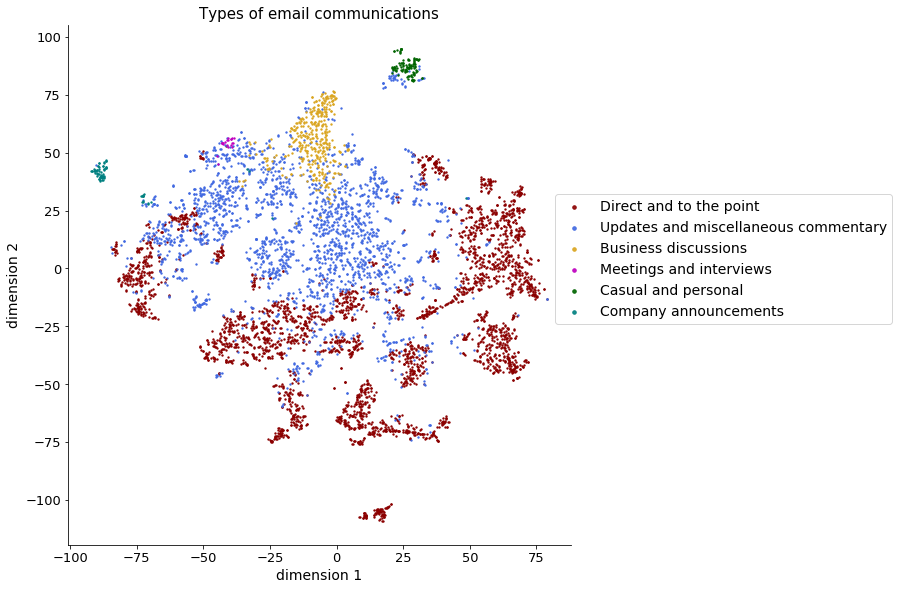 Types of email communications
100
75
50
25
0
−25
−50
−75
−100
dimension 2
−100 −75 −50 −25 0 25 50 75
dimension 1
Direct and to the point
Updates and miscellaneous commentary
Business discussions
Meetings and interviews
Casual and personal
Company announcements